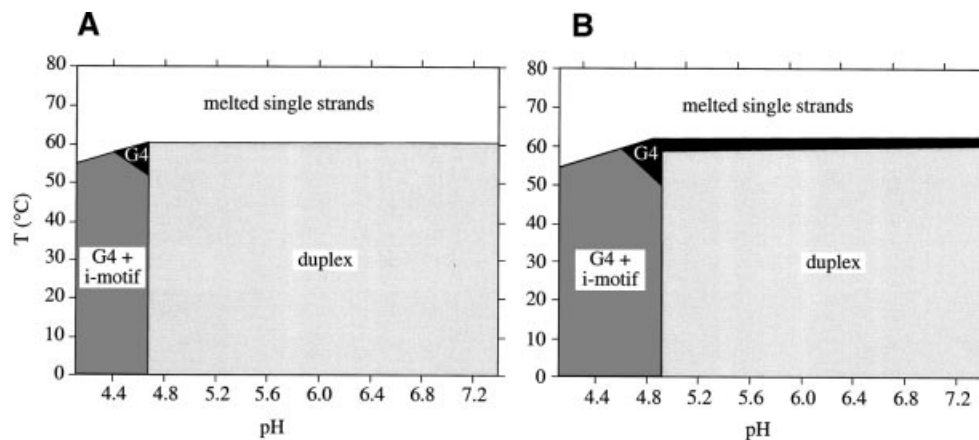 A
80
70
60
50
40
30
20
10
0
T (°C)
melted single strands
G4
G4 +
i-motif
duplex
4.4 4.8 5.2 5.6 6.0 6.4 6.8 7.2
pH
B
80
70
60
50
40
30
20
10
0
melted single strands
G4
G4 +
i-motif
duplex
4.4 4.8 5.2 5.6 6.0 6.4 6.8 7.2
pH